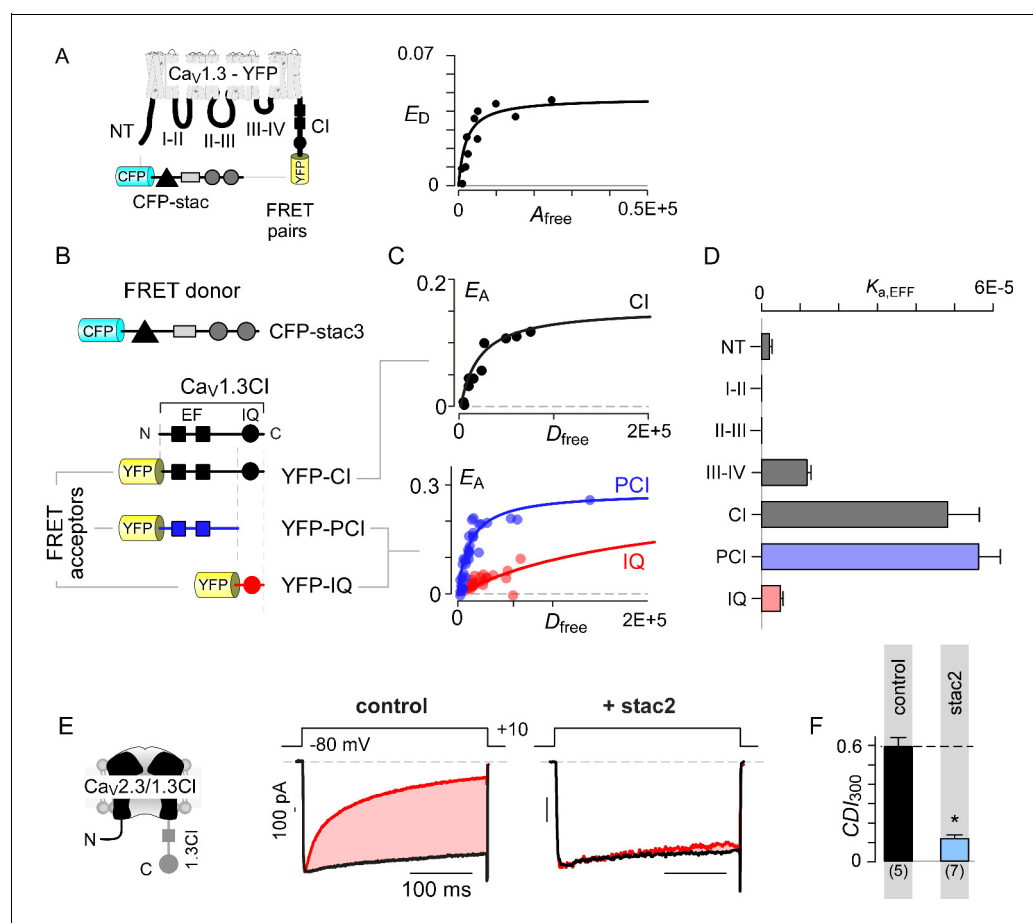 A
CaV1.3 - YFP
NT
I-II
II-III
III-IV
CI
CFP
YFP
CFP-stac
FRET pairs
0.07
ED
0
0
Afree
0.5E+5
B
FRET donor
CFP
CFP-stac3
CaV1.3CI
EF
IQ
N
C
YFP
YFP-CI
YFP
YFP-PCI
YFP
YFP-IQ
FRET acceptors
C
0.2
EA
CI
0
0
Dfree
2E+5
0.3
EA
PCI
IQ
0
0
Dfree
2E+5
D
0
Ka,EFF
6E-5
NT
I-II
II-III
III-IV
CI
PCI
IQ
E
CaV2.3/1.3CI
N
C
1.3CI
control
+ stac2
-80 mV
+10
100 pA
100 ms
F
control
stac2
0.6
CDI300
0
*
(5)
(7)